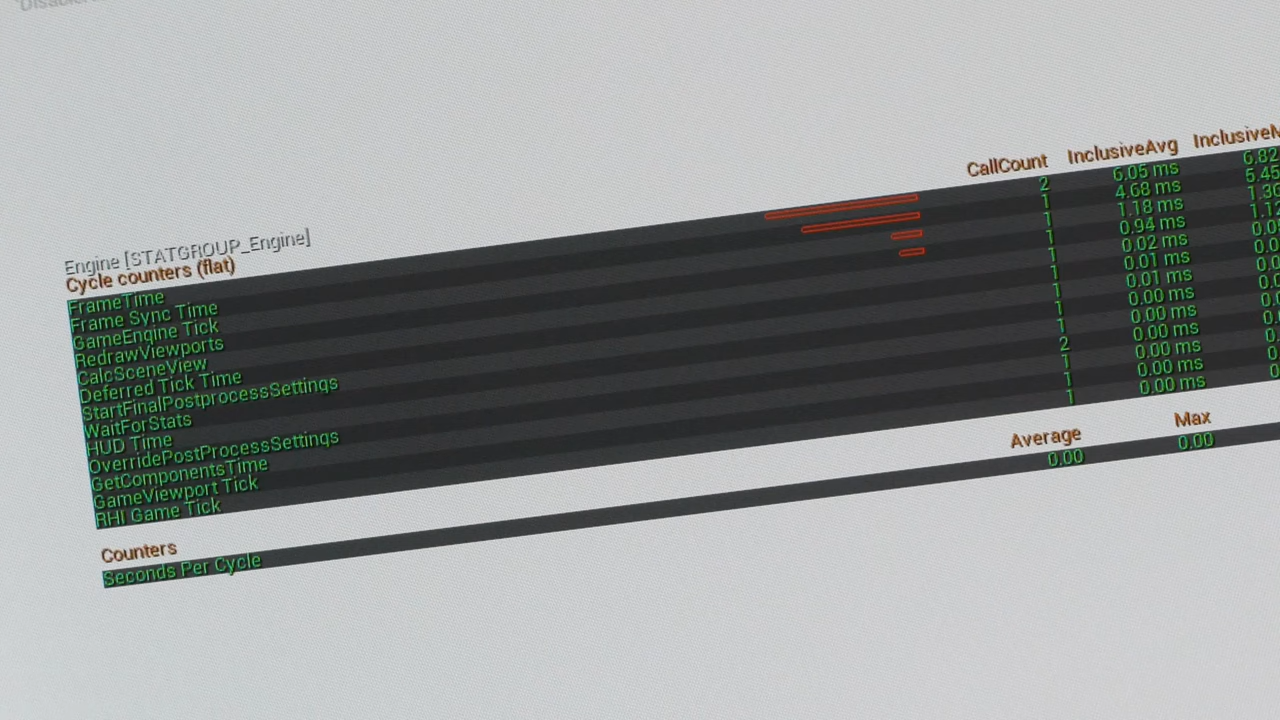 Engine [STATGROUP_Engine]
Cycle counters (flat) CallCount InclusiveAvg
FrameTime 2 6.05 ms 6.82
Frame Sync Time 1 4.68 ms 5.45
GameEngine Tick 1 1.18 ms
RedrawViewports 1 0.94 ms
CalcSceneView 1 0.02 ms
Deferred Tick Time 1 0.01 ms
StartFinalPostprocessSettings 1 0.01 ms
WaitForStats 1 0.00 ms
HUD Time 1 0.00 ms
OverridePostProcessSettings 2 0.00 ms
GetComponentsTime 1 0.00 ms
GameViewport Tick 1 0.00 ms
RHI Game Tick 1 0.00 ms
Counters Average Max
Seconds Per Cycle 0.00 0.00